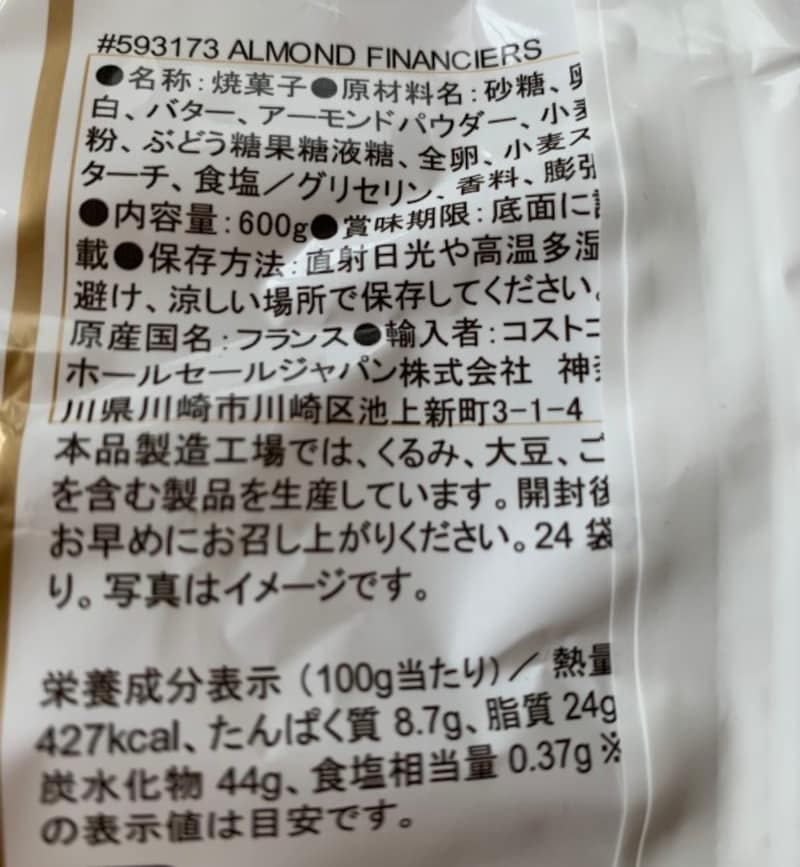 #593173 ALMOND FINANCIERS
●名称:焼菓子●原材料名:砂糖、卵
白、バター、アーモンドパウダー、小麦
粉、ぶどう糖果糖液糖、全卵、小麦ス
ターチ、食塩／グリセリン、香料、膨張
●内容量:600g●賞味期限:底面に記
載●保存方法:直射日光や高温多湿
避け、涼しい場所で保存してください。
原産国名:フランス●輸入者:コストコ
ホールセールジャパン株式会社 神奈
川県川崎市川崎区池上新町3-1-4
本品製造工場では、くるみ、大豆、ご
を含む製品を生産しています。開封後
お早めにお召し上がりください。24 袋
り。写真はイメージです。
栄養成分表示（100g当たり）／ 熱量
427kcal、たんぱく質 8.7g、脂質 24g
炭水化物 44g、食塩相当量 0.37g ※
の表示値は目安です。